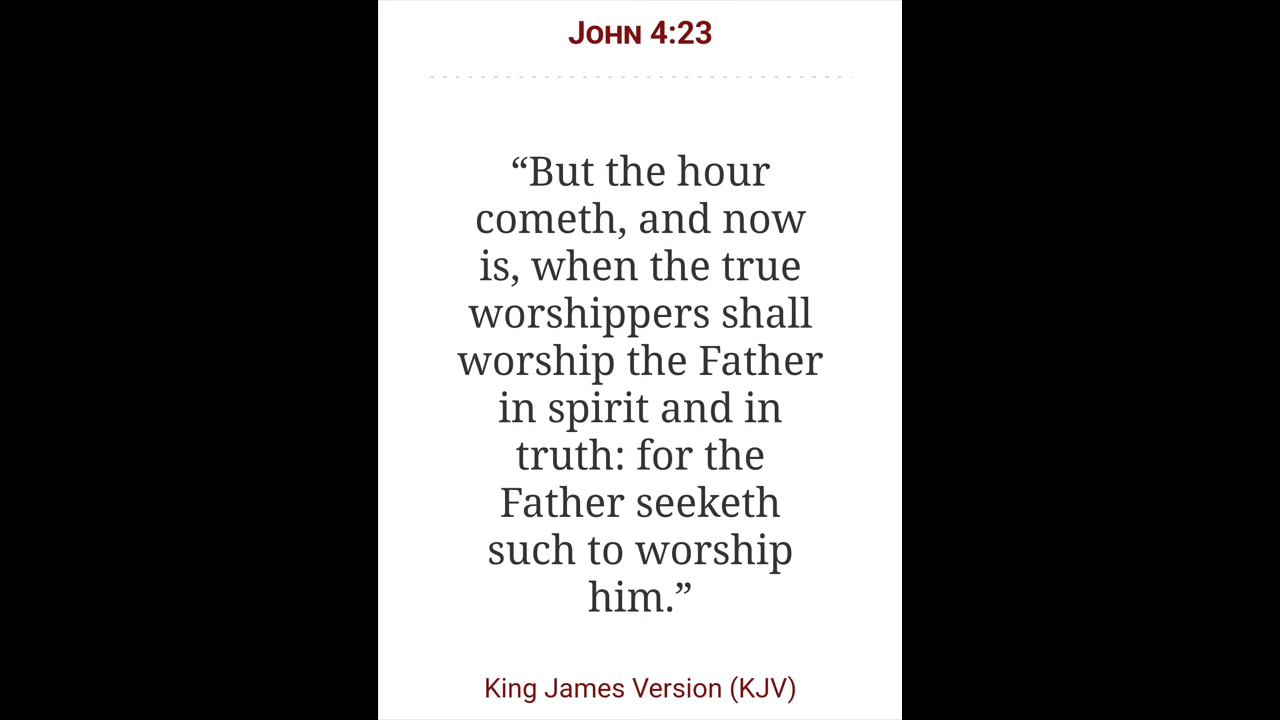 John 4:23
“But the hour
cometh, and now
is, when the true
worshippers shall
worship the Father
in spirit and in
truth: for the
Father seeketh
such to worship
him.”
King James Version (KJV)